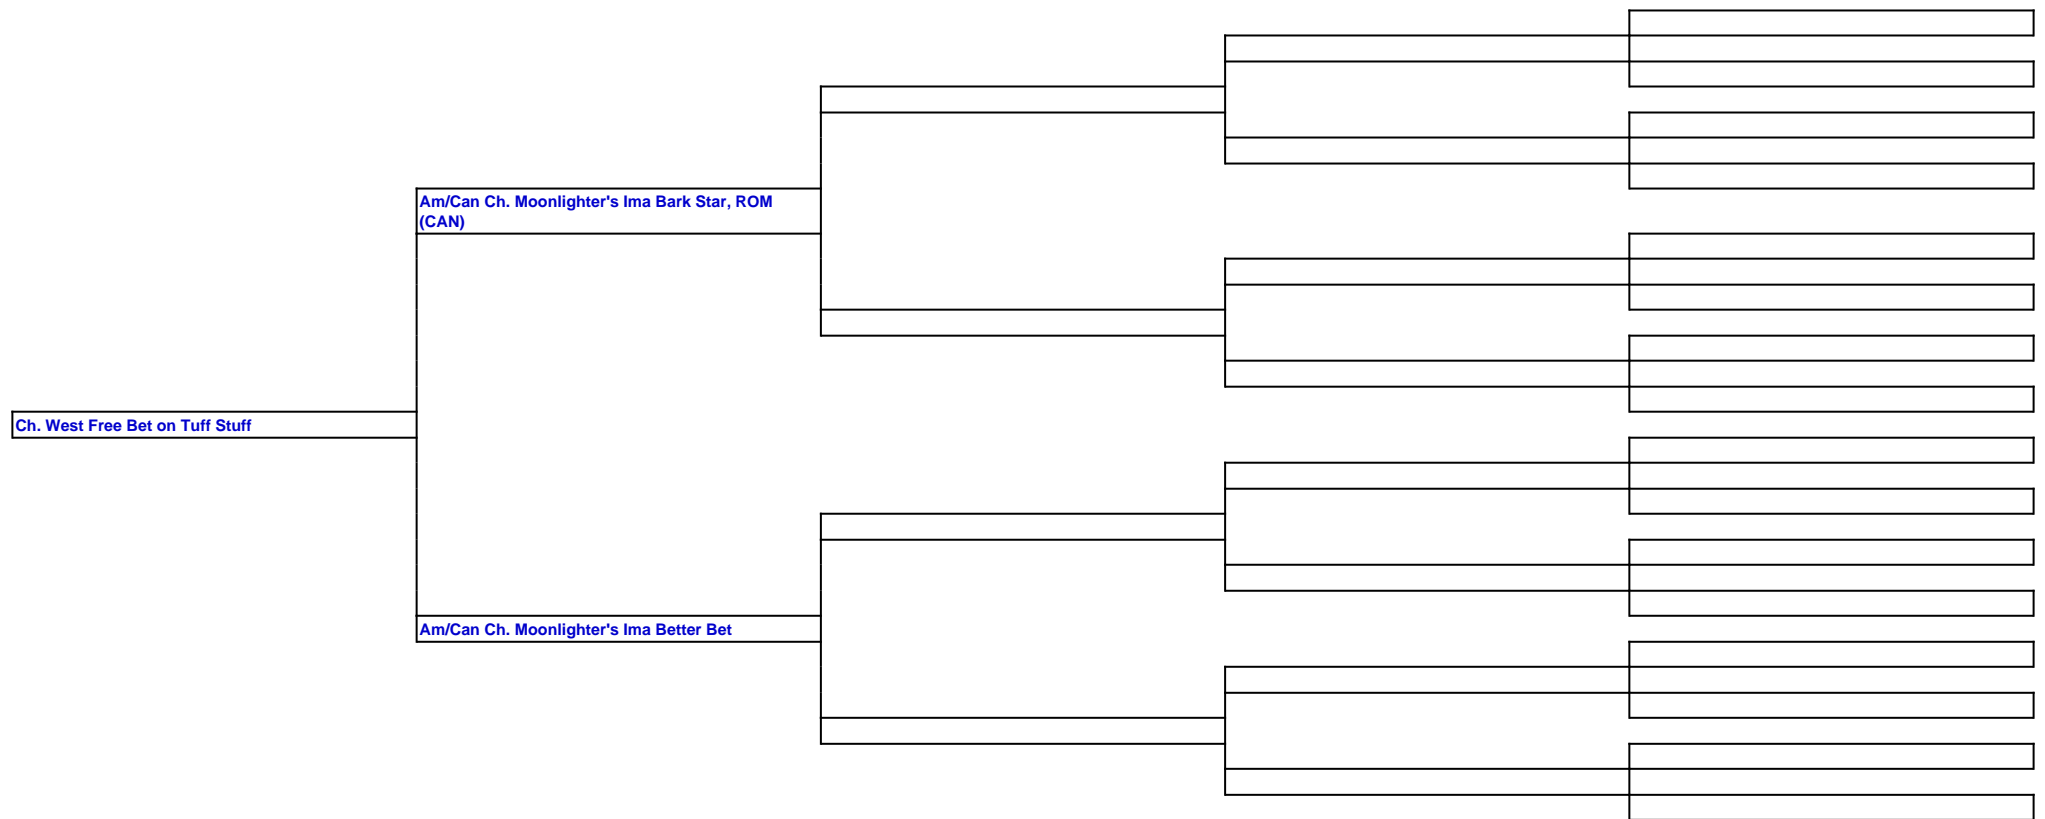 Am/Can Ch. Moonlighter's Ima Bark Star, ROM
(CAN)
Ch. West Free Bet on Tuff Stuff
Am/Can Ch. Moonlighter's Ima Better Bet